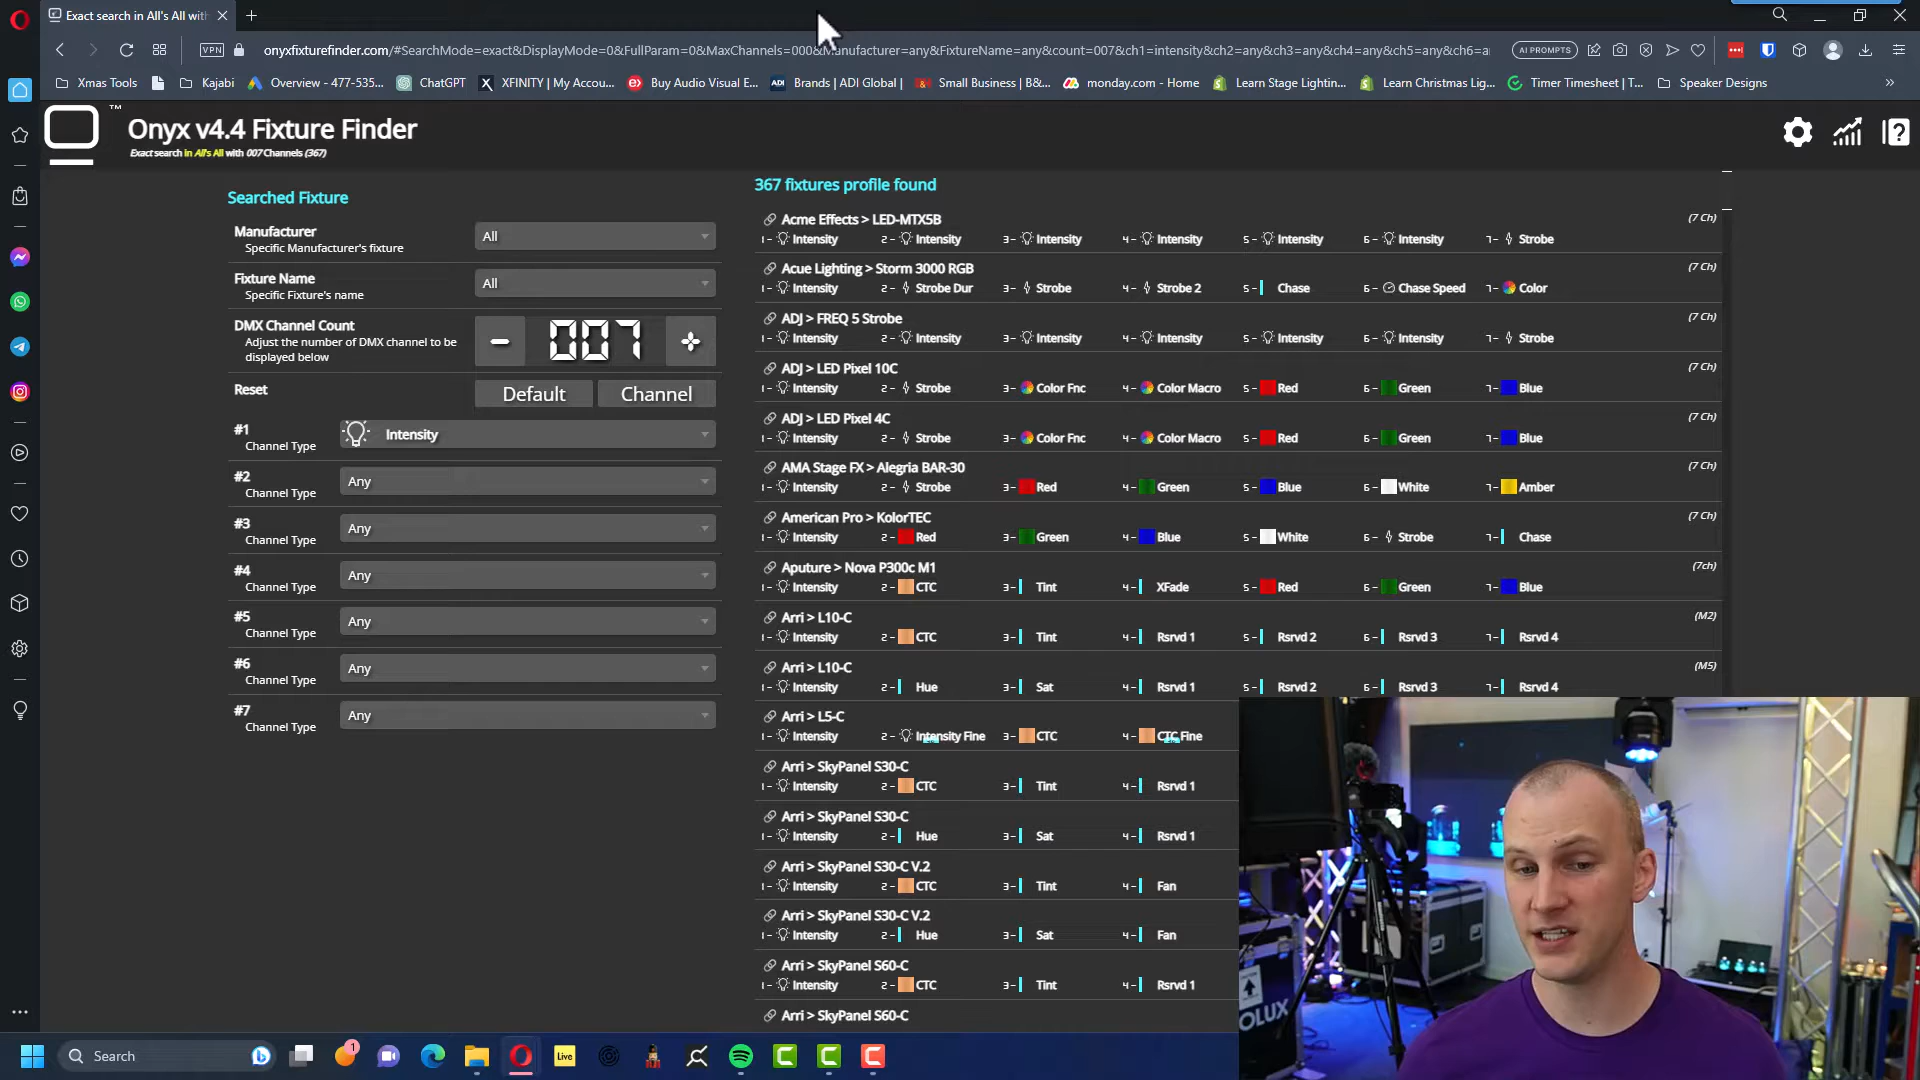 Exact search in All's All with
onyxfixturefinder.com/#SearchMode=exact&DisplayMode=0&FullParam=0&MaxChannels=000&Manufacturer=any&FixtureName=any&count=007&ch1=intensity&ch2=any&ch3=any&ch4=any&ch5=any&ch6=a
VPN
AI PROMPTS
Xmas Tools
Kajabi
Overview - 477-535...
ChatGPT
XFINITY | My Accou...
Buy Audio Visual E...
ADI
Brands | ADI Global |
Small Business | B&...
monday.com - Home
Learn Stage Lightin...
Learn Christmas Lig...
Timer Timesheet | T...
Speaker Designs
TM
Onyx v4.4 Fixture Finder
Exact search in All's All with 007 Channels (367)
Searched Fixture
Manufacturer
Specific Manufacturer's fixture
All
Fixture Name
Specific Fixture's name
All
DMX Channel Count
Adjust the number of DMX channel to be
displayed below
007
Reset
Default
Channel
#1
Channel Type
Intensity
#2
Channel Type
Any
#3
Channel Type
Any
#4
Channel Type
Any
#5
Channel Type
Any
#6
Channel Type
Any
#7
Channel Type
Any
367 fixtures profile found
Acme Effects > LED-MTX5B (7 Ch)
1 - Intensity 2 - Intensity 3 - Intensity 4 - Intensity 5 - Intensity 6 - Intensity 7 - Strobe
Acue Lighting > Storm 3000 RGB (7 Ch)
1 - Intensity 2 - Strobe Dur 3 - Strobe 4 - Strobe 2 5 - Chase 6 - Chase Speed 7 - Color
ADJ > FREQ 5 Strobe (7 Ch)
1 - Intensity 2 - Intensity 3 - Intensity 4 - Intensity 5 - Intensity 6 - Intensity 7 - Strobe
ADJ > LED Pixel 10C (7 Ch)
1 - Intensity 2 - Strobe 3 - Color Fnc 4 - Color Macro 5 - Red 6 - Green 7 - Blue
ADJ > LED Pixel 4C (7 Ch)
1 - Intensity 2 - Strobe 3 - Color Fnc 4 - Color Macro 5 - Red 6 - Green 7 - Blue
AMA Stage FX > Alegria BAR-30 (7 Ch)
1 - Intensity 2 - Strobe 3 - Red 4 - Green 5 - Blue 6 - White 7 - Amber
American Pro > KolorTEC (7 Ch)
1 - Intensity 2 - Red 3 - Green 4 - Blue 5 - White 6 - Strobe 7 - Chase
Aputure > Nova P300c M1 (7ch)
1 - Intensity 2 - CTC 3 - Tint 4 - XFade 5 - Red 6 - Green 7 - Blue
Arri > L10-C (M2)
1 - Intensity 2 - CTC 3 - Tint 4 - Rsrvd 1 5 - Rsrvd 2 6 - Rsrvd 3 7 - Rsrvd 4
Arri > L10-C (M5)
1 - Intensity 2 - Hue 3 - Sat 4 - Rsrvd 1 5 - Rsrvd 2 6 - Rsrvd 3 7 - Rsrvd 4
Arri > L5-C
1 - Intensity 2 - Intensity Fine 3 - CTC 4 - CTC Fine
Arri > SkyPanel S30-C
1 - Intensity 2 - CTC 3 - Tint 4 - Rsrvd 1
Arri > SkyPanel S30-C
1 - Intensity 2 - Hue 3 - Sat 4 - Rsrvd 1
Arri > SkyPanel S30-C V.2
1 - Intensity 2 - CTC 3 - Tint 4 - Fan
Arri > SkyPanel S30-C V.2
1 - Intensity 2 - Hue 3 - Sat 4 - Fan
Arri > SkyPanel S60-C
1 - Intensity 2 - CTC 3 - Tint 4 - Rsrvd 1
Arri > SkyPanel S60-C
OLUX
Search
1
Live